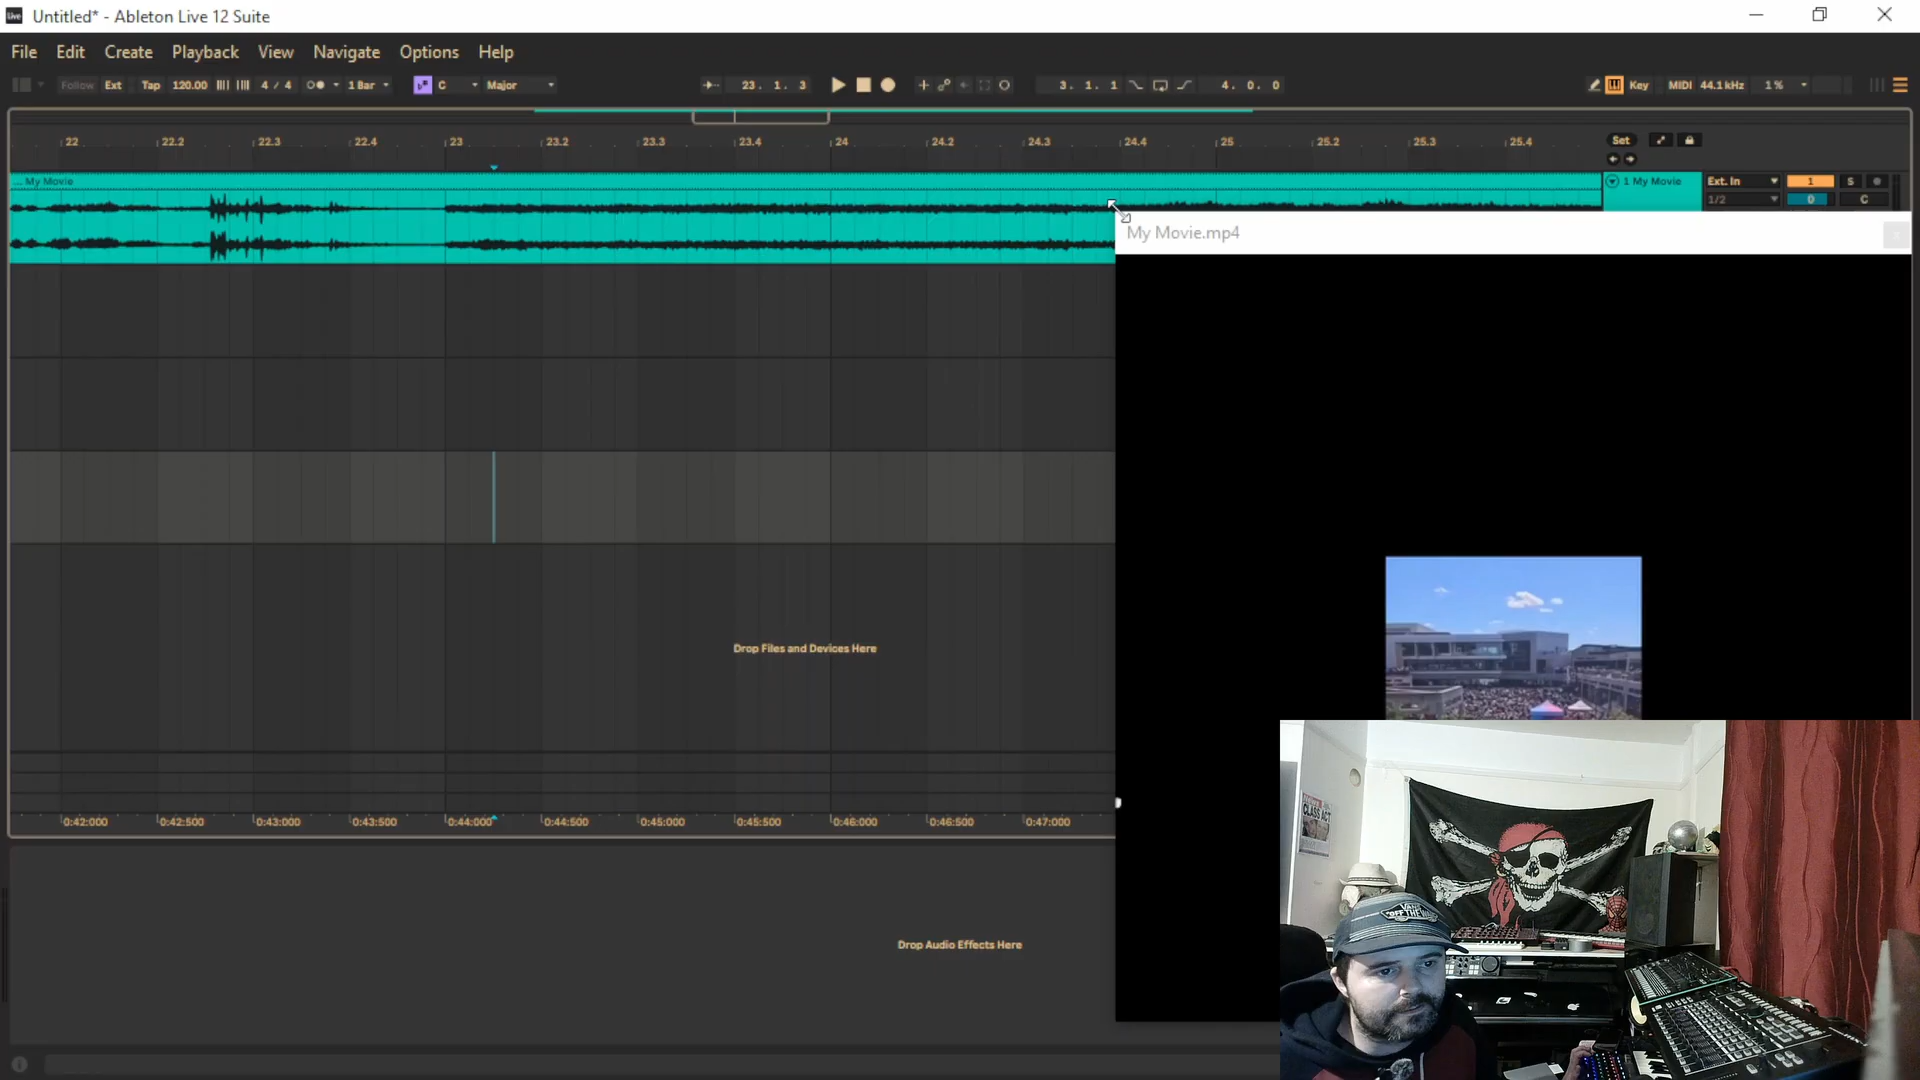 Untitled* - Ableton Live 12 Suite
File Edit Create Playback View Navigate Options Help
Follow Ext Tap 120.00 4 / 4 1 Bar C Major 23. 1. 3 3. 1. 1 4. 0. 0 Key MIDI 44.1 kHz 1 %
22 22.2 22.3 22.4 23 23.2 23.3 23.4 24 24.2 24.3 24.4 25 25.2 25.3 25.4 Set
... My Movie 1 My Movie Ext. In 1 S
1/2 0 C
My Movie.mp4
Drop Files and Devices Here
0:42:000 0:42:500 0:43:000 0:43:500 0:44:000 0:44:500 0:45:000 0:45:500 0:46:000 0:46:500 0:47:000
Drop Audio Effects Here
CLASS ACT
VANS
"OFF THE WALL"